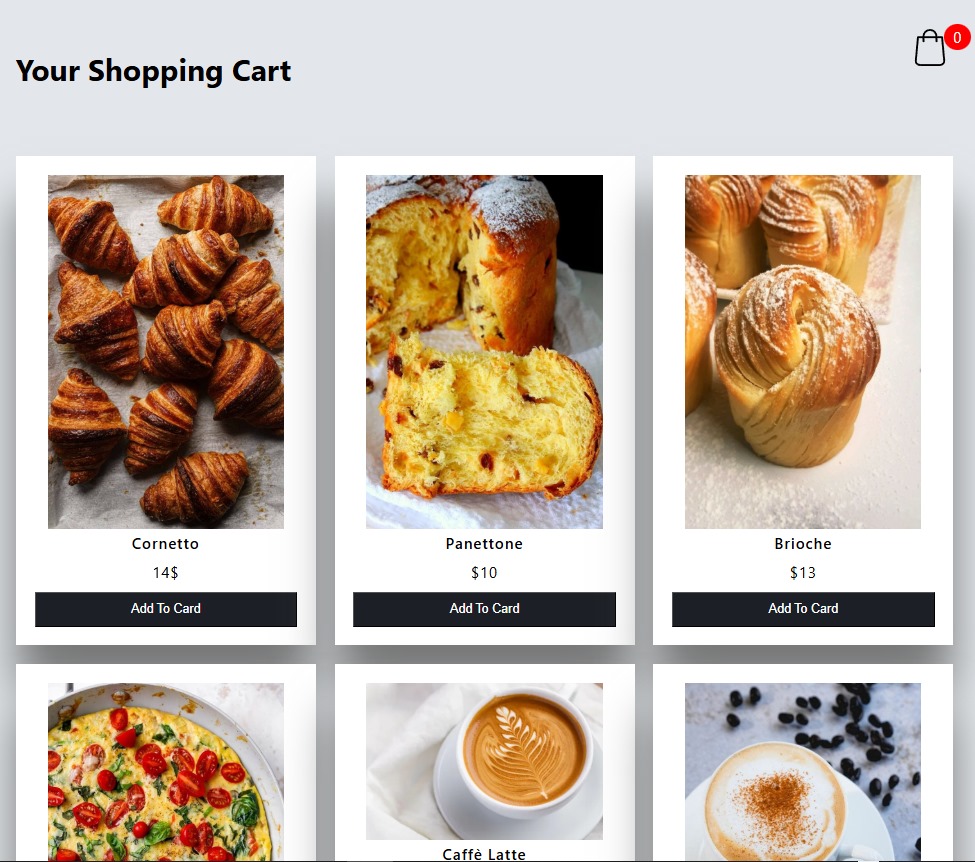 0
Your Shopping Cart
Cornetto
Panettone
Brioche
14$
$10
$13
Add To Card
Add To Card
Add To Card
Caffè Latte